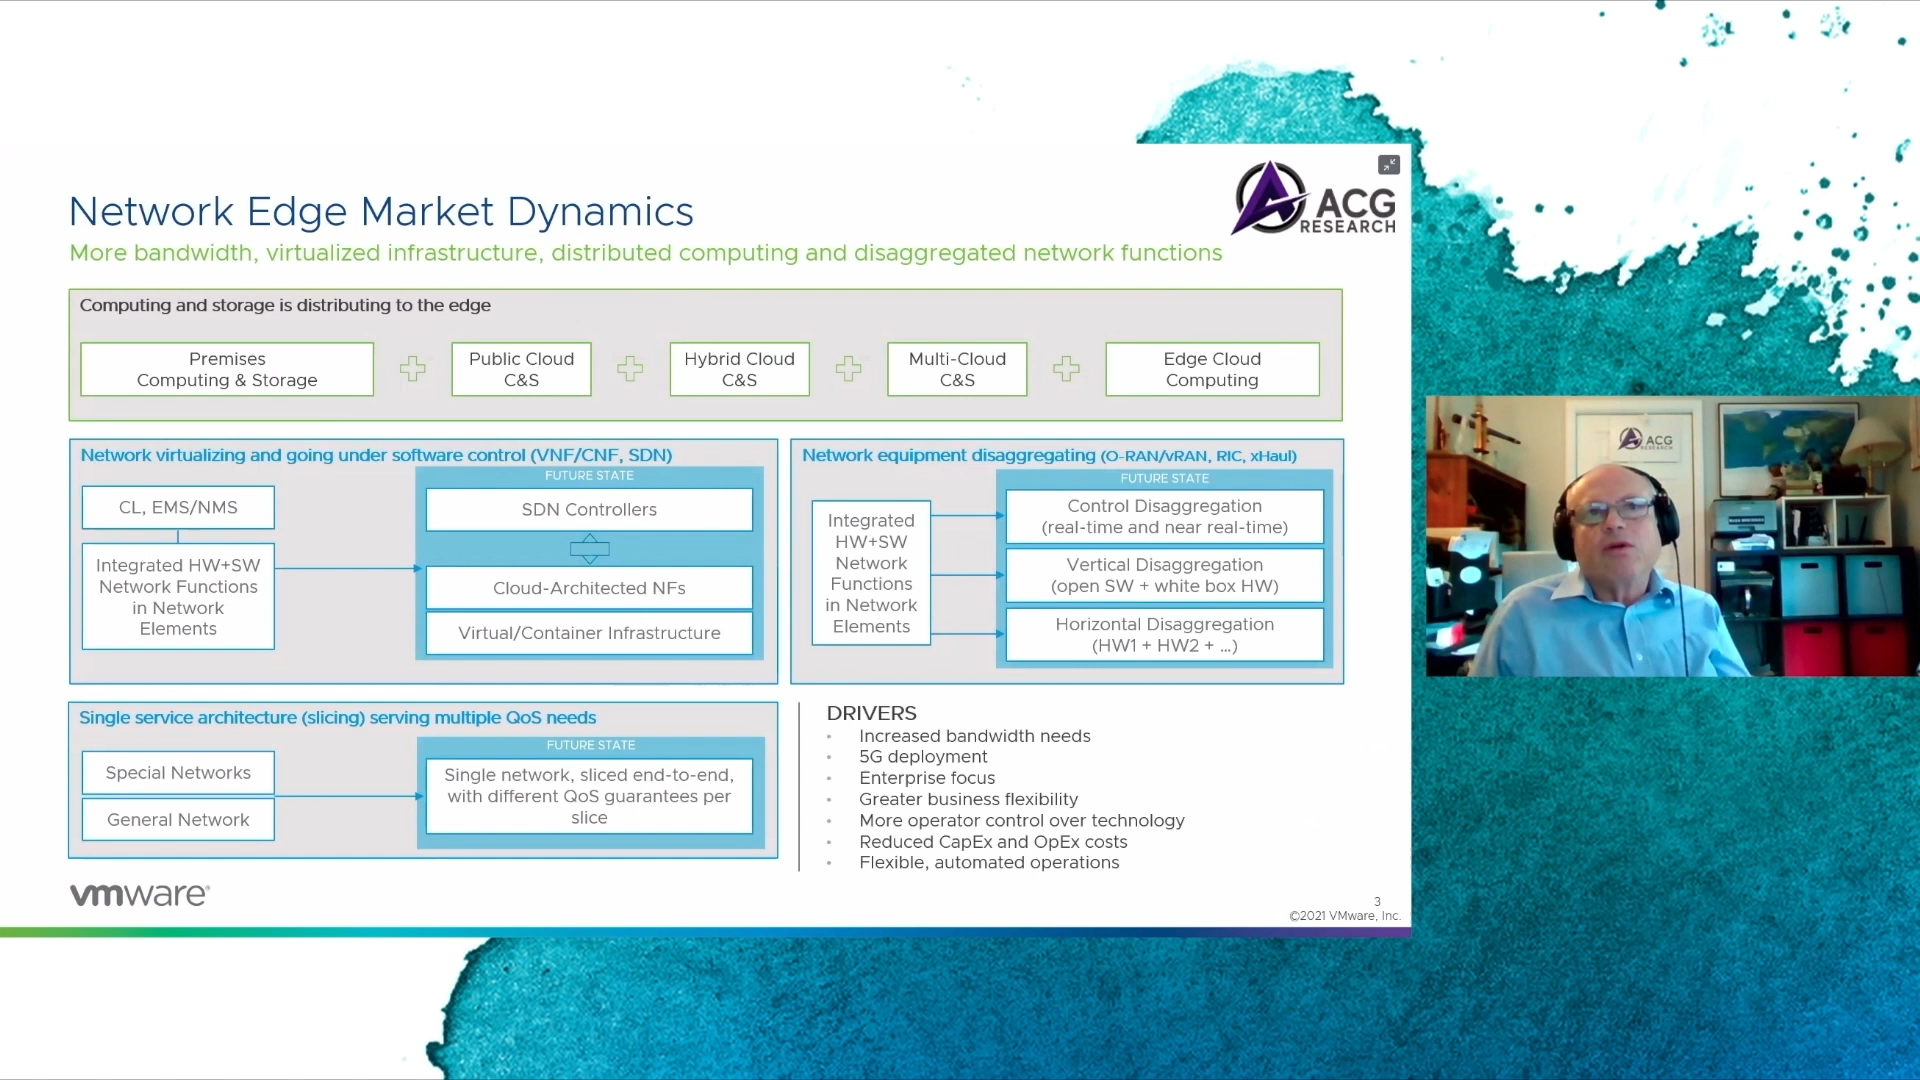 Network Edge Market Dynamics
More bandwidth, virtualized infrastructure, distributed computing and disaggregated network functions
ACG
RESEARCH
Computing and storage is distributing to the edge
Premises
Computing & Storage
Public Cloud
C&S
Hybrid Cloud
C&S
Multi-Cloud
C&S
Edge Cloud
Computing
Network virtualizing and going under software control (VNF/CNF, SDN)
CL, EMS/NMS
Integrated HW+SW
Network Functions
in Network
Elements
FUTURE STATE
SDN Controllers
Cloud-Architected NFs
Virtual/Container Infrastructure
Network equipment disaggregating (O-RAN/vRAN, RIC, xHaul)
Integrated
HW+SW
Network
Functions
in Network
Elements
FUTURE STATE
Control Disaggregation
(real-time and near real-time)
Vertical Disaggregation
(open SW + white box HW)
Horizontal Disaggregation
(HW1 + HW2 + ...)
Single service architecture (slicing) serving multiple QoS needs
Special Networks
General Network
FUTURE STATE
Single network, sliced end-to-end,
with different QoS guarantees per
slice
DRIVERS
• Increased bandwidth needs
• 5G deployment
• Enterprise focus
• Greater business flexibility
• More operator control over technology
• Reduced CapEx and OpEx costs
• Flexible, automated operations
vmware®
3
©2021 VMware, Inc.
ACG
RESEARCH